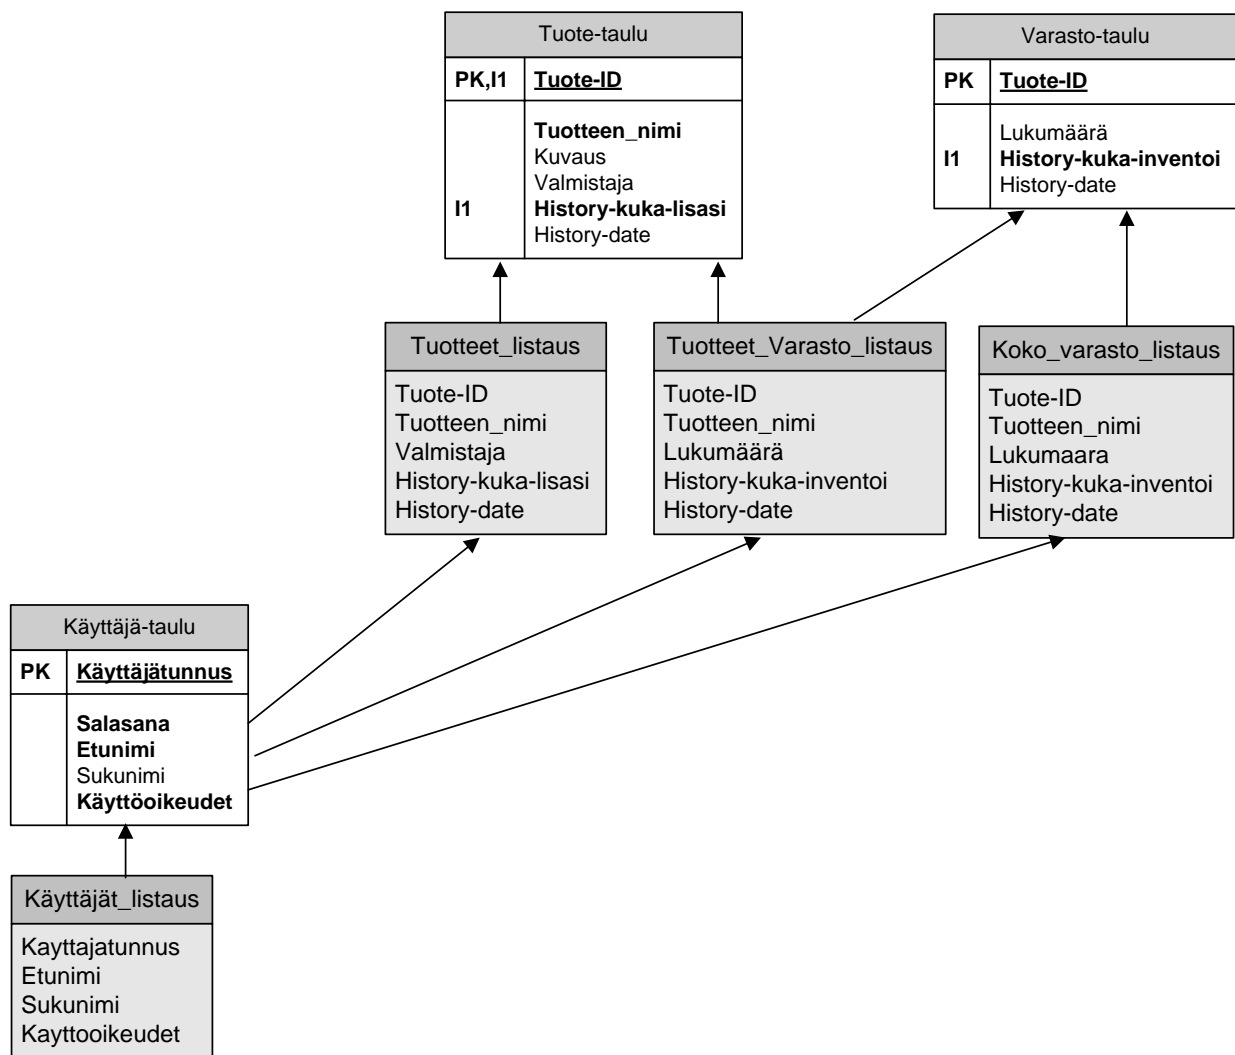 Tuote-taulu
PK,I1 Tuote-ID
Tuotteen_nimi
Kuvaus
Valmistaja
I1 History-kuka-lisasi
History-date
Varasto-taulu
PK Tuote-ID
Lukumäärä
I1 History-kuka-inventoi
History-date
Tuotteet_listaus
Tuote-ID
Tuotteen_nimi
Valmistaja
History-kuka-lisasi
History-date
Tuotteet_Varasto_listaus
Tuote-ID
Tuotteen_nimi
Lukumäärä
History-kuka-inventoi
History-date
Koko_varasto_listaus
Tuote-ID
Tuotteen_nimi
Lukumaara
History-kuka-inventoi
History-date
Käyttäjä-taulu
PK Käyttäjätunnus
Salasana
Etunimi
Sukunimi
Käyttöoikeudet
Käyttäjät_listaus
Kayttajatunnus
Etunimi
Sukunimi
Kayttooikeudet